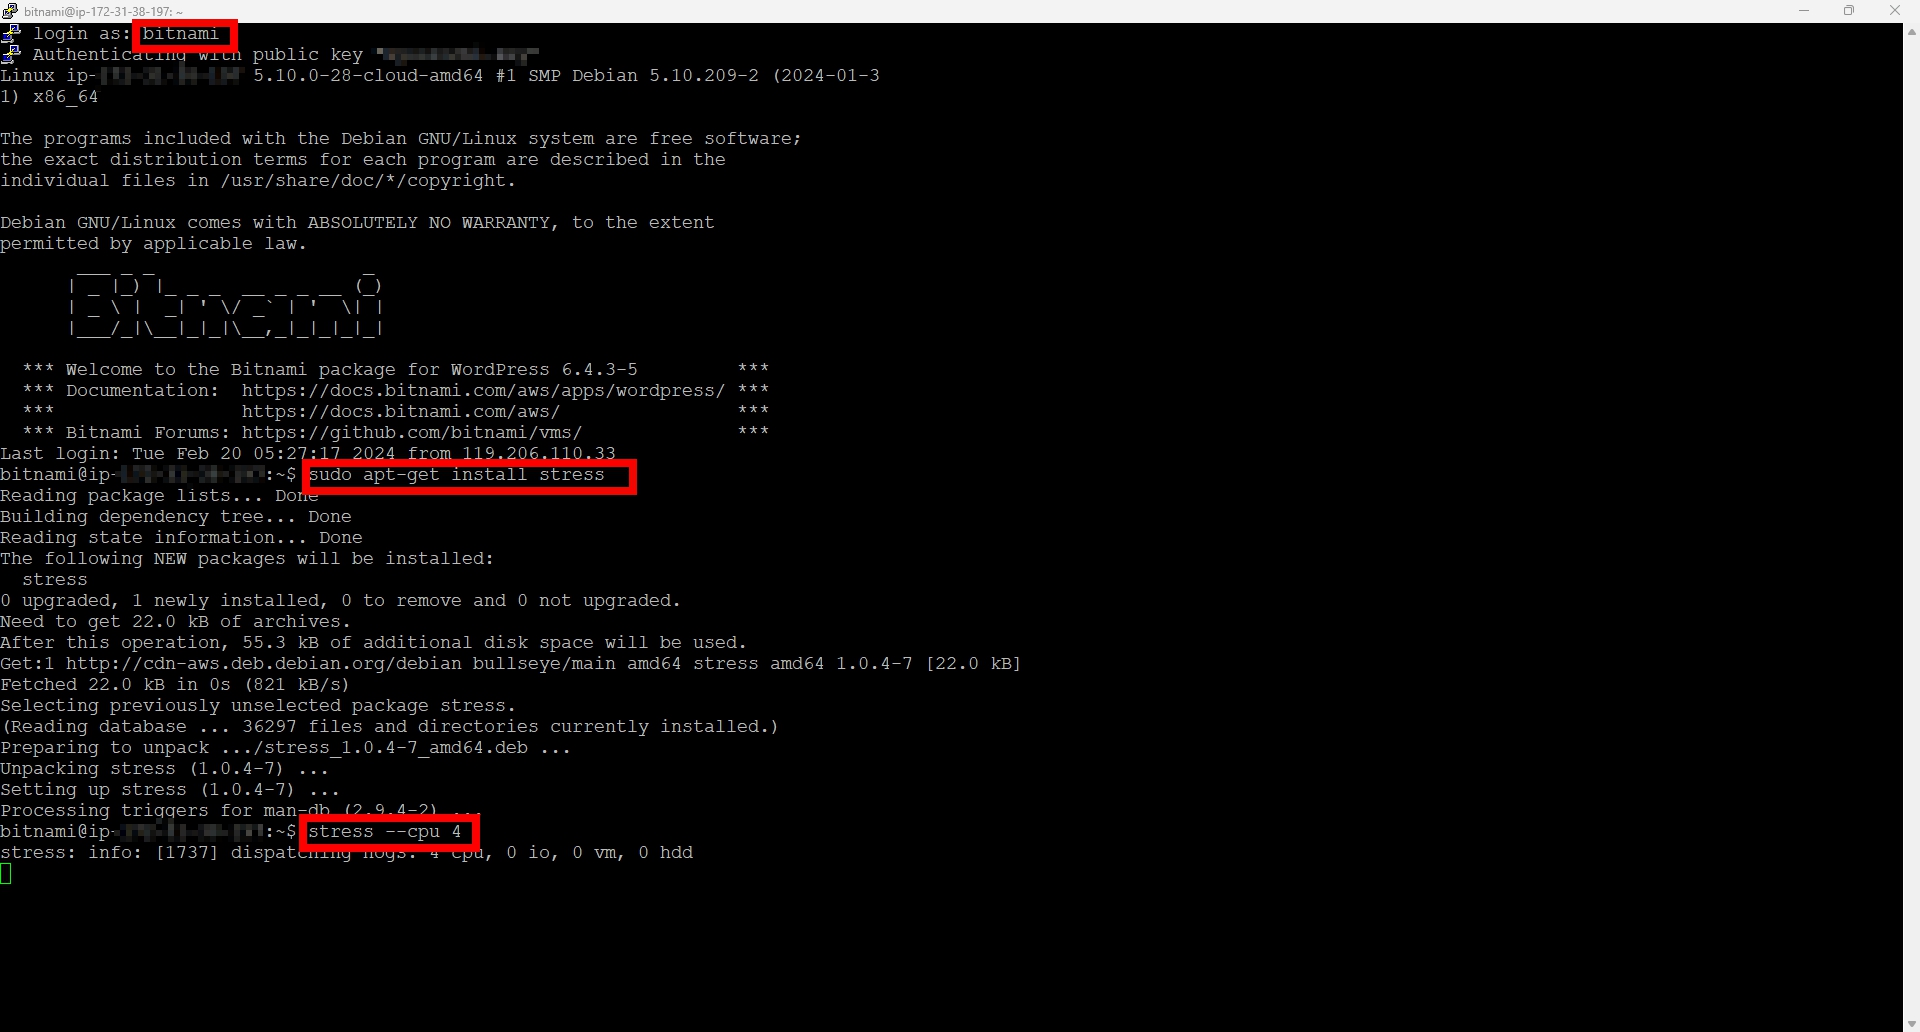 bitnami@ip-172-31-38-197: ~
login as: bitnami
Authenticating with public key "
Linux ip- 5.10.0-28-cloud-amd64 #1 SMP Debian 5.10.209-2 (2024-01-3
1) x86_64
The programs included with the Debian GNU/Linux system are free software;
the exact distribution terms for each program are described in the
individual files in /usr/share/doc/*/copyright.
Debian GNU/Linux comes with ABSOLUTELY NO WARRANTY, to the extent
permitted by applicable law.
Bitnami
*** Welcome to the Bitnami package for WordPress 6.4.3-5 ***
*** Documentation: https://docs.bitnami.com/aws/apps/wordpress/ ***
*** https://docs.bitnami.com/aws/ ***
*** Bitnami Forums: https://github.com/bitnami/vms/ ***
Last login: Tue Feb 20 05:27:17 2024 from 119.206.110.33
bitnami@ip- :~$ sudo apt-get install stress
Reading package lists... Done
Building dependency tree... Done
Reading state information... Done
The following NEW packages will be installed:
stress
0 upgraded, 1 newly installed, 0 to remove and 0 not upgraded.
Need to get 22.0 kB of archives.
After this operation, 55.3 kB of additional disk space will be used.
Get:1 http://cdn-aws.deb.debian.org/debian bullseye/main amd64 stress amd64 1.0.4-7 [22.0 kB]
Fetched 22.0 kB in 0s (821 kB/s)
Selecting previously unselected package stress.
(Reading database ... 36297 files and directories currently installed.)
Preparing to unpack .../stress_1.0.4-7_amd64.deb ...
Unpacking stress (1.0.4-7) ...
Setting up stress (1.0.4-7) ...
Processing triggers for man-db (2.9.4-2) ...
bitnami@ip- :~$ stress --cpu 4
stress: info: [1737] dispatching hogs: 4 cpu, 0 io, 0 vm, 0 hdd